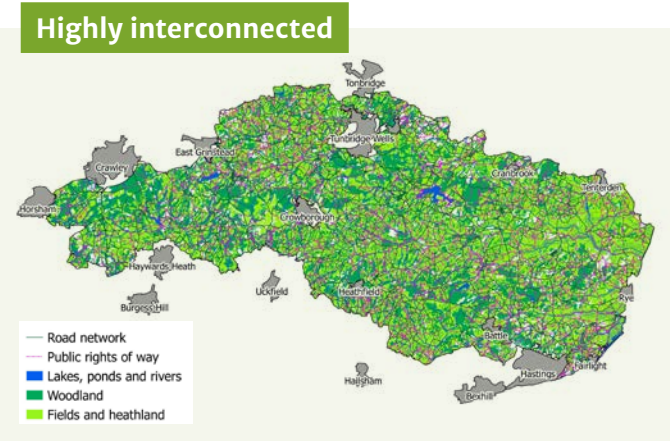 Highly interconnected
Tonbridge
Tunbridge Wells
East Grinstead
Crawley
Cranbrook
Tenterden
Horsham
Crowborough
Haywards Heath
Uckfield
Heathfield
Burgess Hill
Rye
Battle
Fairlight
Hastings
Hailsham
Bexhill
Road network
Public rights of way
Lakes, ponds and rivers
Woodland
Fields and heathland